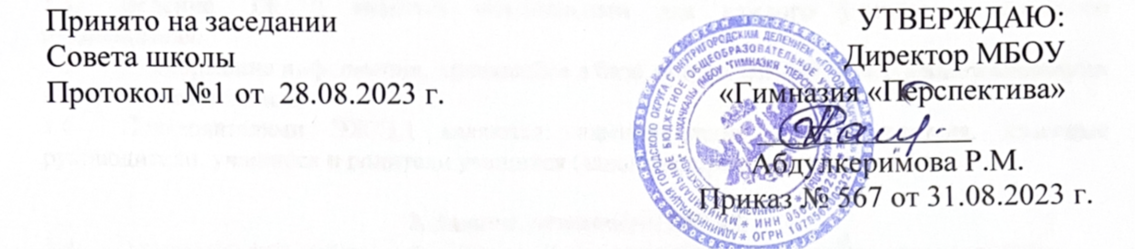 Принято на заседании
Совета школы
Протокол №1 от 28.08.2023 г.
УТВЕРЖДАЮ:
Директор МБОУ
«Гимназия «Перспектива»
Абдулкеримова Р.М.
Приказ № 567 от 31.08.2023 г.